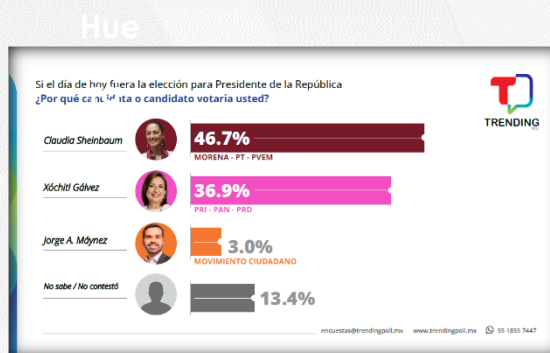 Hue
Si el día de hoy fuera la elección para Presidente de la República
¿Por qué candidata o candidato votaría usted?
TRENDING
Claudia Sheinbaum
46.7%
MORENA - PT - PVEM
Xóchitl Gálvez
36.9%
PRI - PAN - PRD
Jorge A. Máynez
3.0%
MOVIMIENTO CIUDADANO
No sabe / No contestó
13.4%
encuestas@trendingpoll.mx www.trendingpoll.mx 55 1855 7447